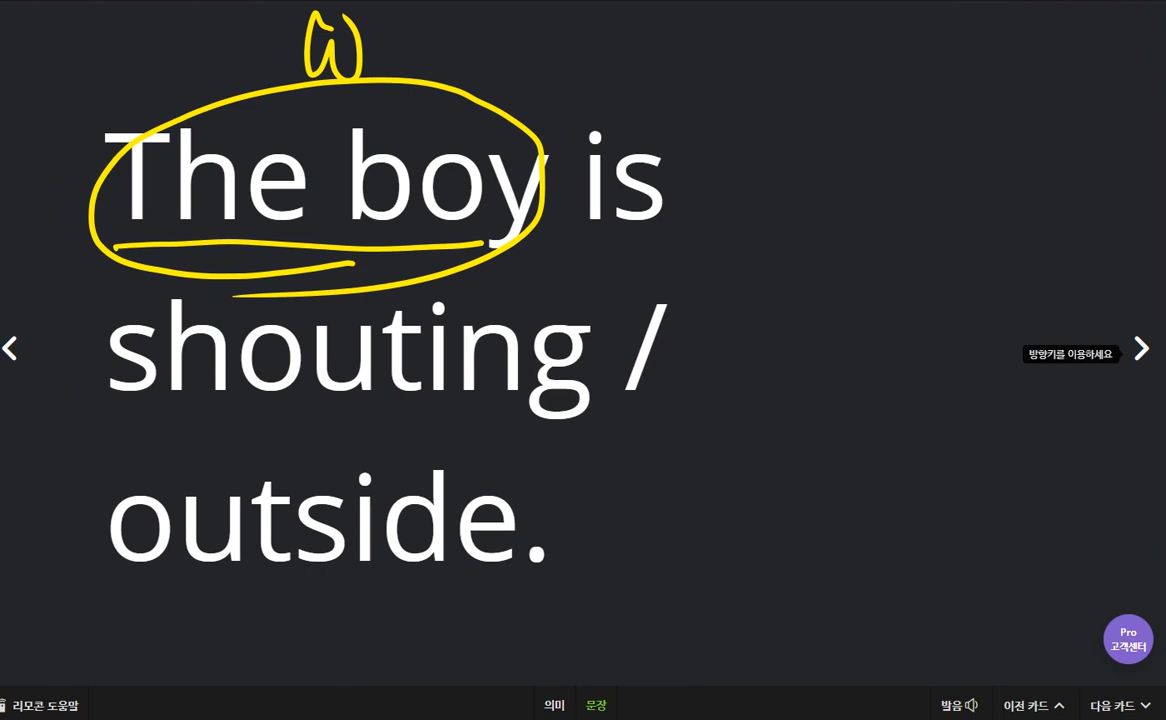 The boy is
shouting /
outside.
방향키를 이용하세요
Pro
고객센터
리모콘 도움말
의미
문장
발음
이전 카드
다음 카드